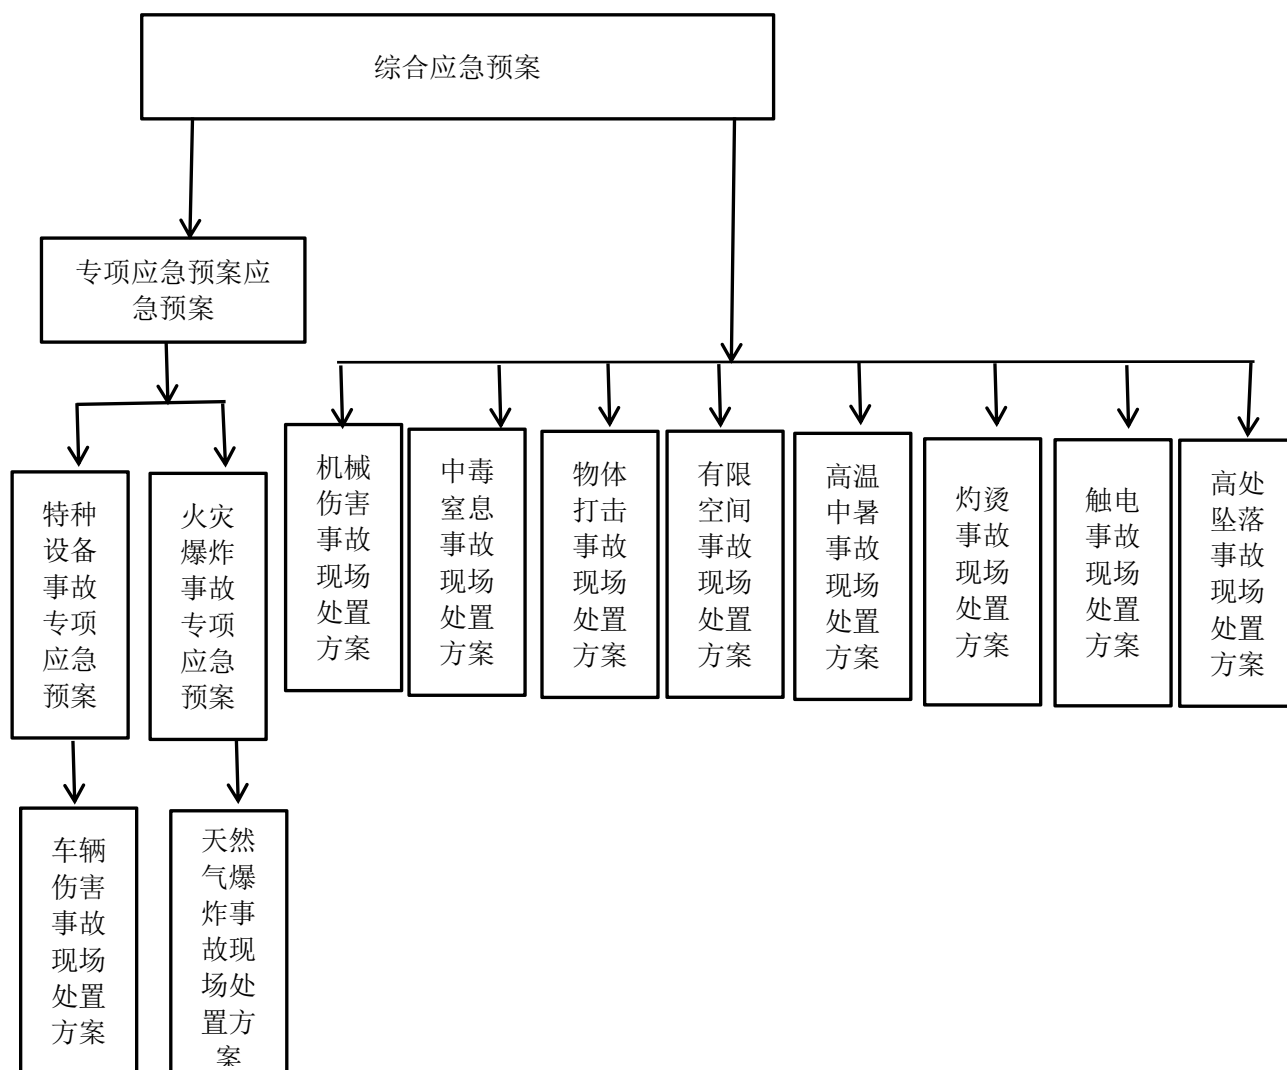 综合应急预案
专项应急预案应
急预案
特种
设备
事故
专项
应急
预案
火灾
爆炸
事故
专项
应急
预案
机械
伤害
事故
现场
处置
方案
中毒
窒息
事故
现场
处置
方案
物体
打击
事故
现场
处置
方案
有限
空间
事故
现场
处置
方案
高温
中暑
事故
现场
处置
方案
灼烫
事故
现场
处置
方案
触电
事故
现场
处置
方案
高处
坠落
事故
现场
处置
方案
车辆
伤害
事故
现场
处置
方案
天然
气爆
炸事
故现
场处
置方
案